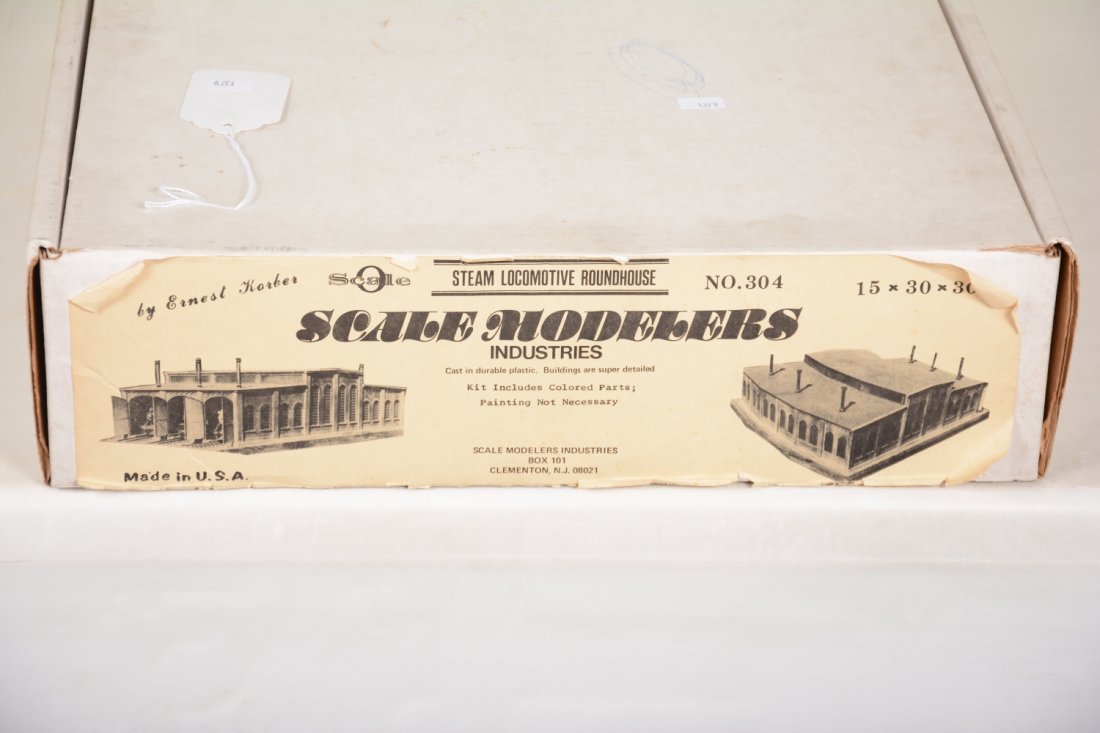 1379
1379
by Ernest Korber
O Scale
STEAM LOCOMOTIVE ROUNDHOUSE
NO.304
15 × 30 × 30
SCALE MODELERS
INDUSTRIES
Cast in durable plastic. Buildings are super detailed
Kit Includes Colored Parts;
Painting Not Necessary
SCALE MODELERS INDUSTRIES
BOX 101
CLEMENTON, N.J. 08021
Made in U.S.A.